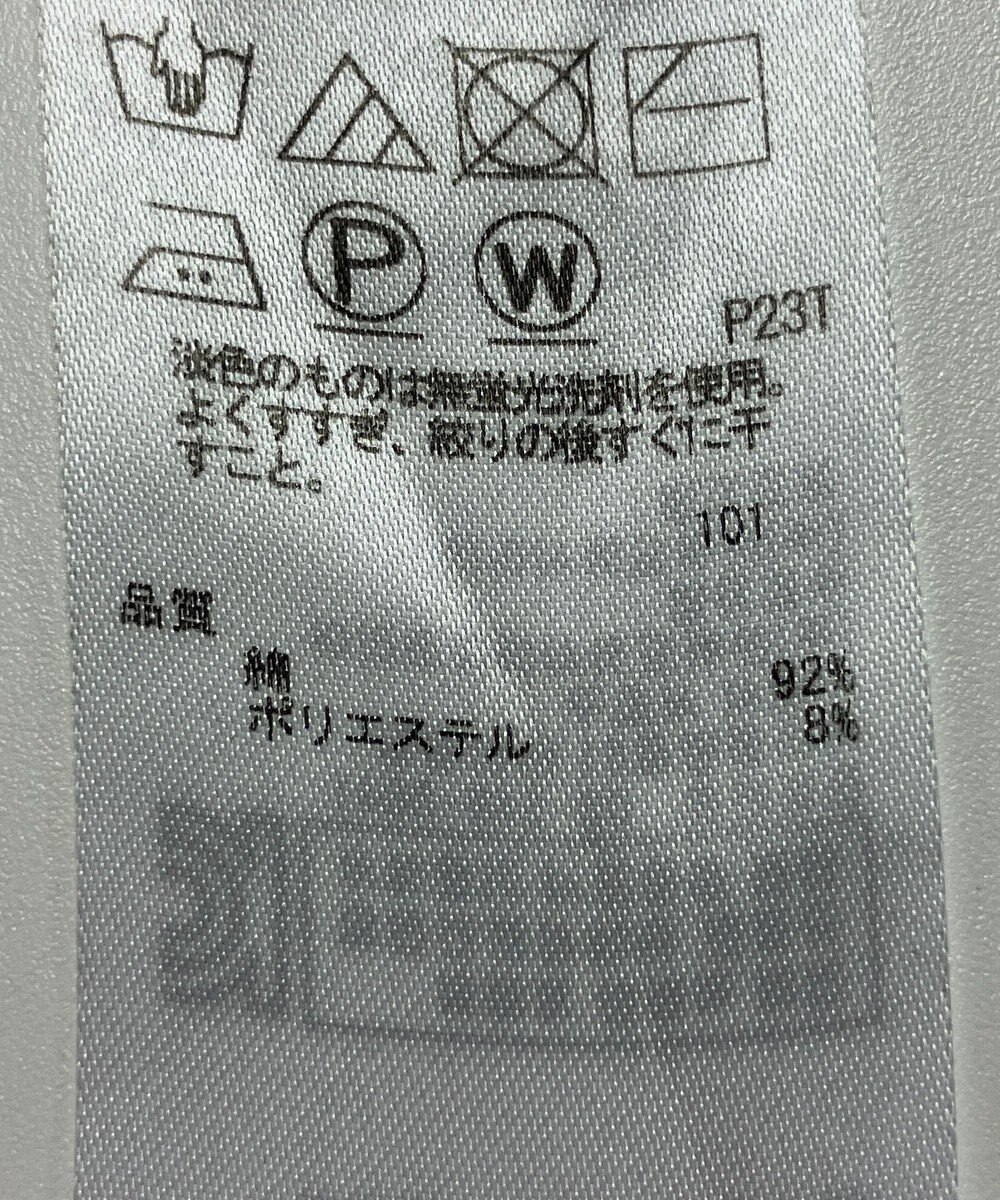 P
W
P23T
淡色のものは無蛍光洗剤を使用。
よくすすぎ、絞りの後すぐに干
すこと。
101
品質
綿 92%
ポリエステル 8%